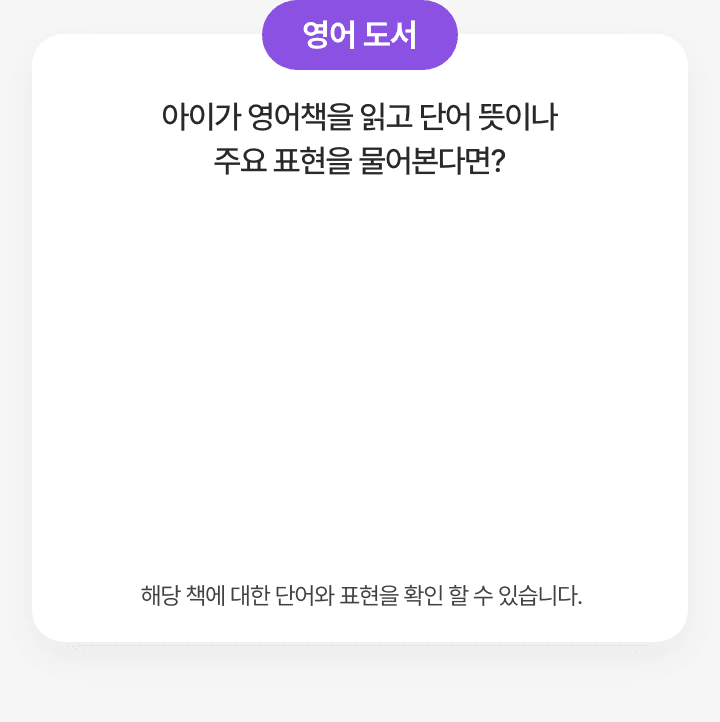 영어 도서
아이가 영어책을 읽고 단어 뜻이나
주요 표현을 물어본다면?
해당 책에 대한 단어와 표현을 확인 할 수 있습니다.